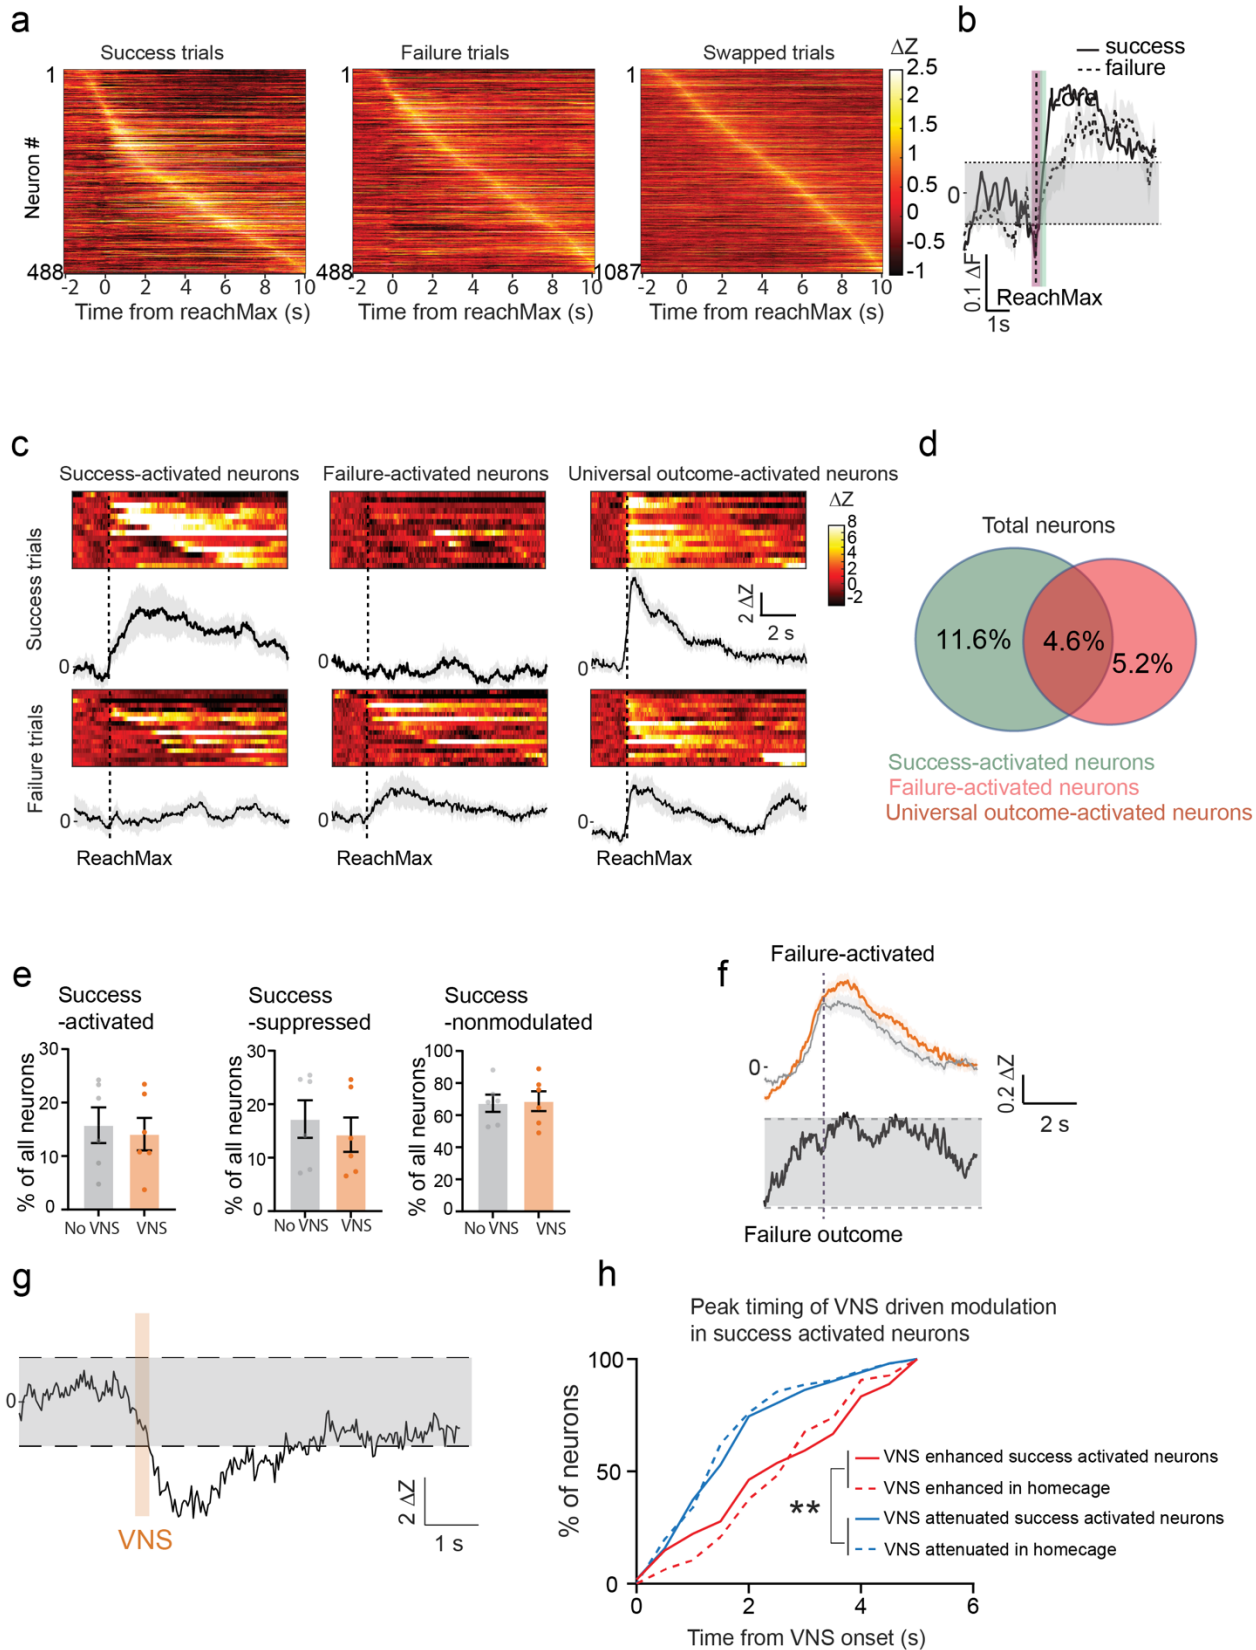 a
Success trials
Failure trials
Swapped trials
ΔZ
1
1
1
2.5
2
1.5
1
0.5
0
-0.5
-1
Neuron #
488
488
1087
-2 0 2 4 6 8 10
-2 0 2 4 6 8 10
-2 0 2 4 6 8 10
Time from reachMax (s)
Time from reachMax (s)
Time from reachMax (s)
b
success
failure
ore
0
0.1 ΔF
ReachMax
1s
c
Success-activated neurons
Failure-activated neurons
Universal outcome-activated neurons
ΔZ
8
6
4
2
0
-2
Success trials
2 ΔZ
2 s
0
0
0
Failure trials
0
0
0
ReachMax
ReachMax
ReachMax
d
Total neurons
11.6%
4.6%
5.2%
Success-activated neurons
Failure-activated neurons
Universal outcome-activated neurons
e
Success
-activated
% of all neurons
30
20
10
0
No VNS
VNS
Success
-suppressed
% of all neurons
30
20
10
0
No VNS
VNS
Success
-nonmodulated
% of all neurons
100
80
60
40
20
0
No VNS
VNS
f
Failure-activated
0
0.2 ΔZ
2 s
Failure outcome
g
0
VNS
2 ΔZ
1 s
h
Peak timing of VNS driven modulation
in success activated neurons
% of neurons
100
50
0
0 2 4 6
Time from VNS onset (s)
**
VNS enhanced success activated neurons
VNS enhanced in homecage
VNS attenuated success activated neurons
VNS attenuated in homecage